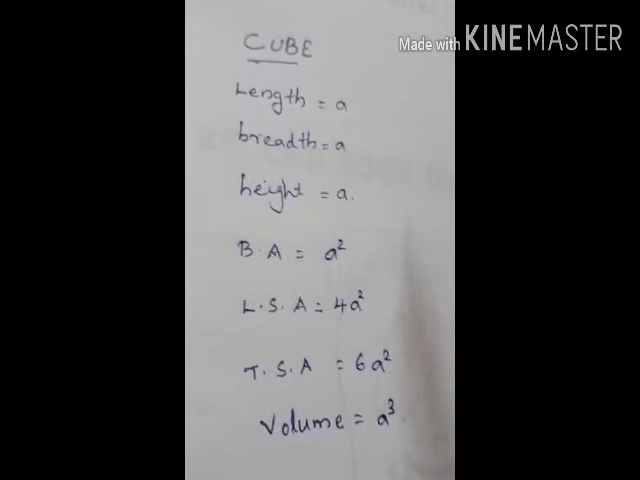 Made with KINEMASTER
CUBE
Length = a
breadth = a
height = a.
B.A = a²
L.S.A = 4a²
T.S.A = 6a²
Volume = a³.